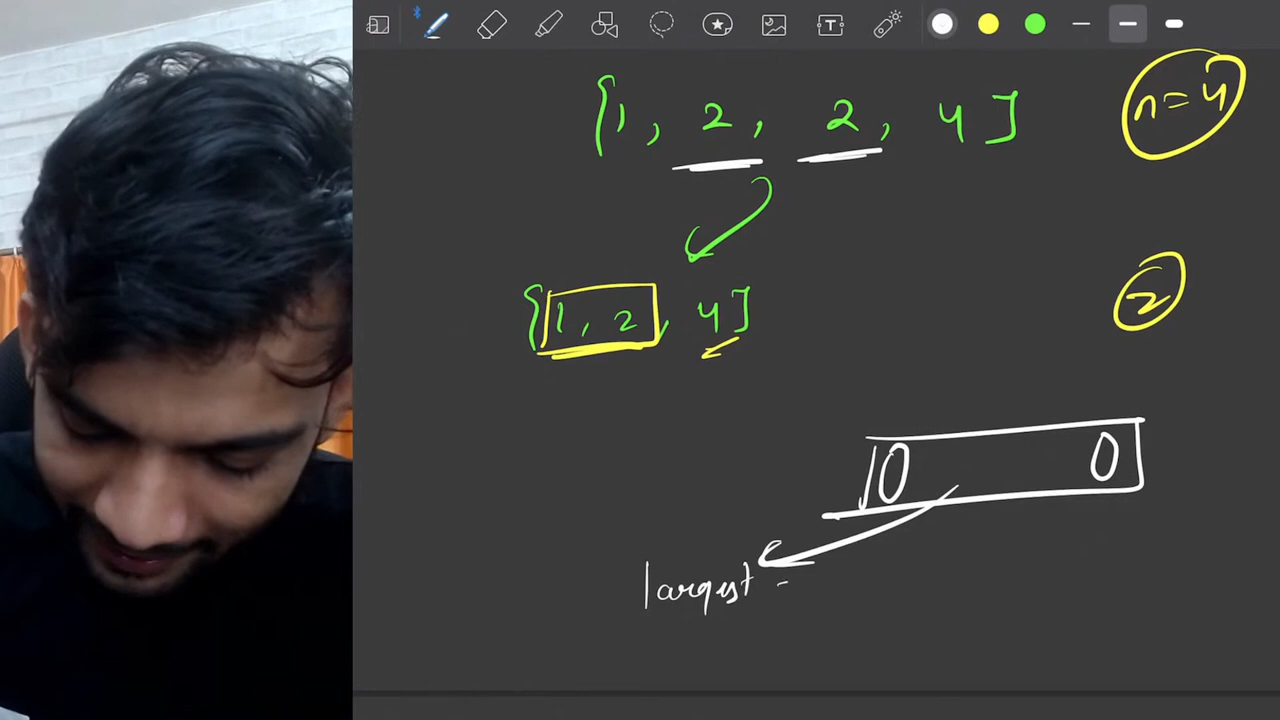 {1, 2, 2, 4]
n=4
{1, 2, 4]
2
0 0
largest -